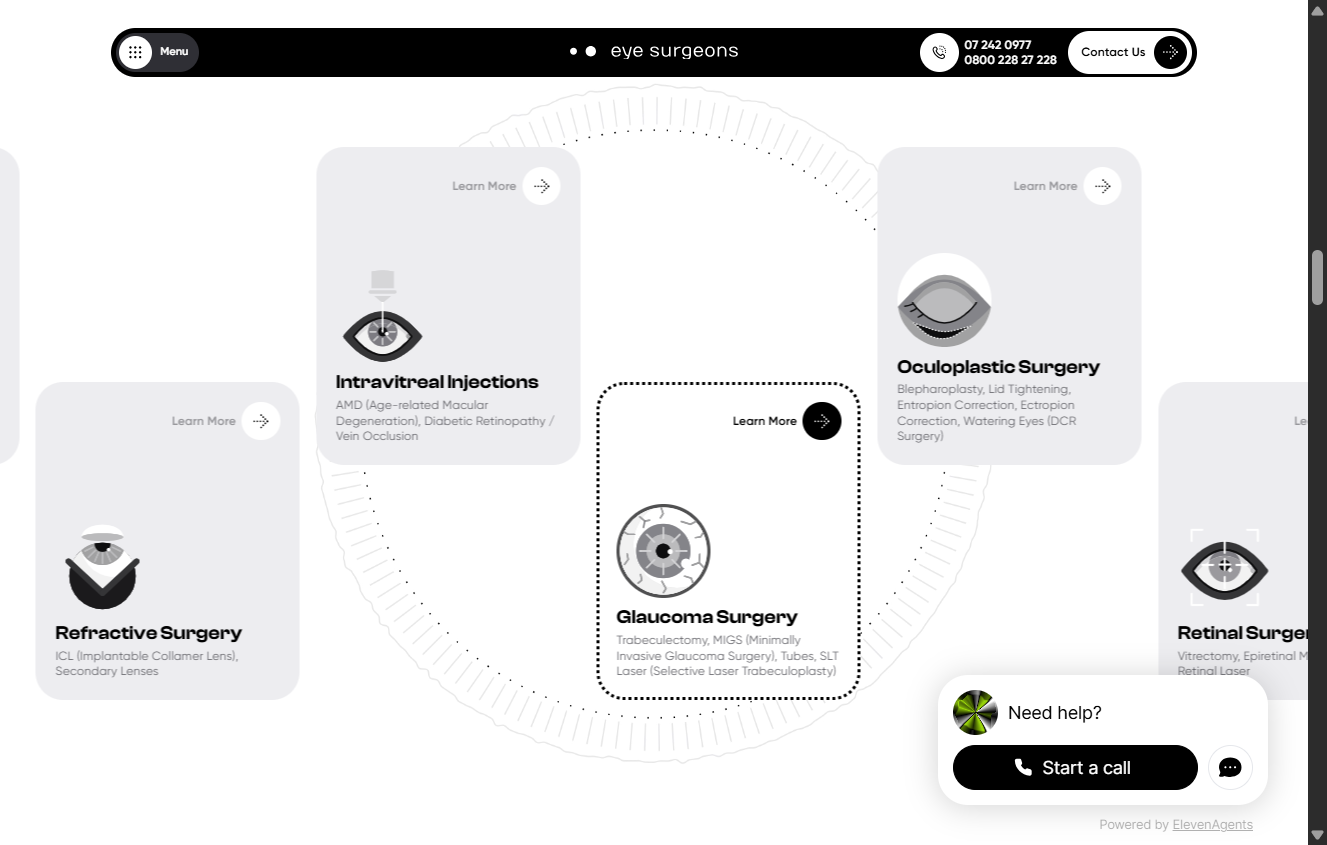 Menu
eye surgeons
07 242 0977
0800 228 27 228
Contact Us
Learn More
Intravitreal Injections
AMD (Age-related Macular
Degeneration), Diabetic Retinopathy /
Vein Occlusion
Learn More
Oculoplastic Surgery
Blepharoplasty, Lid Tightening,
Entropion Correction, Ectropion
Correction, Watering Eyes (DCR
Surgery)
Learn More
Refractive Surgery
ICL (Implantable Collamer Lens),
Secondary Lenses
Learn More
Glaucoma Surgery
Trabeculectomy, MIGS (Minimally
Invasive Glaucoma Surgery), Tubes, SLT
Laser (Selective Laser Trabeculoplasty)
Retinal
Vitrectomy, Epiretinal
Retinal Laser
Need help?
Start a call
Powered by ElevenAgents